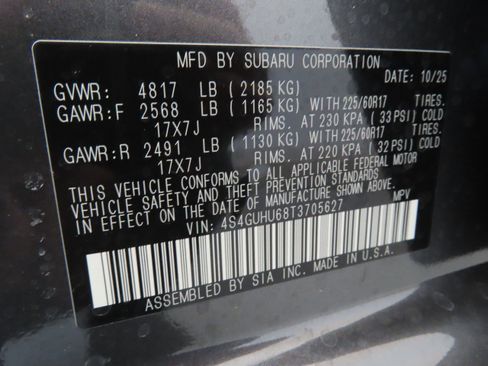 MFD BY SUBARU CORPORATION
DATE: 10/25
GVWR: 4817 LB (2185 KG)
GAWR:F 2568 LB (1165 KG) WITH 225/60R17 TIRES.
17X7J RIMS. AT 230 KPA (33 PSI) COLD
GAWR:R 2491 LB (1130 KG) WITH 225/60R17 TIRES.
17X7J RIMS. AT 220 KPA (32 PSI) COLD
THIS VEHICLE CONFORMS TO ALL APPLICABLE FEDERAL MOTOR
VEHICLE SAFETY AND THEFT PREVENTION STANDARDS
IN EFFECT ON THE DATE OF MANUFACTURE SHOWN ABOVE.
VIN: 4S4GUHU68T3705627 MPV
ASSEMBLED BY SIA INC. MADE IN U.S.A.